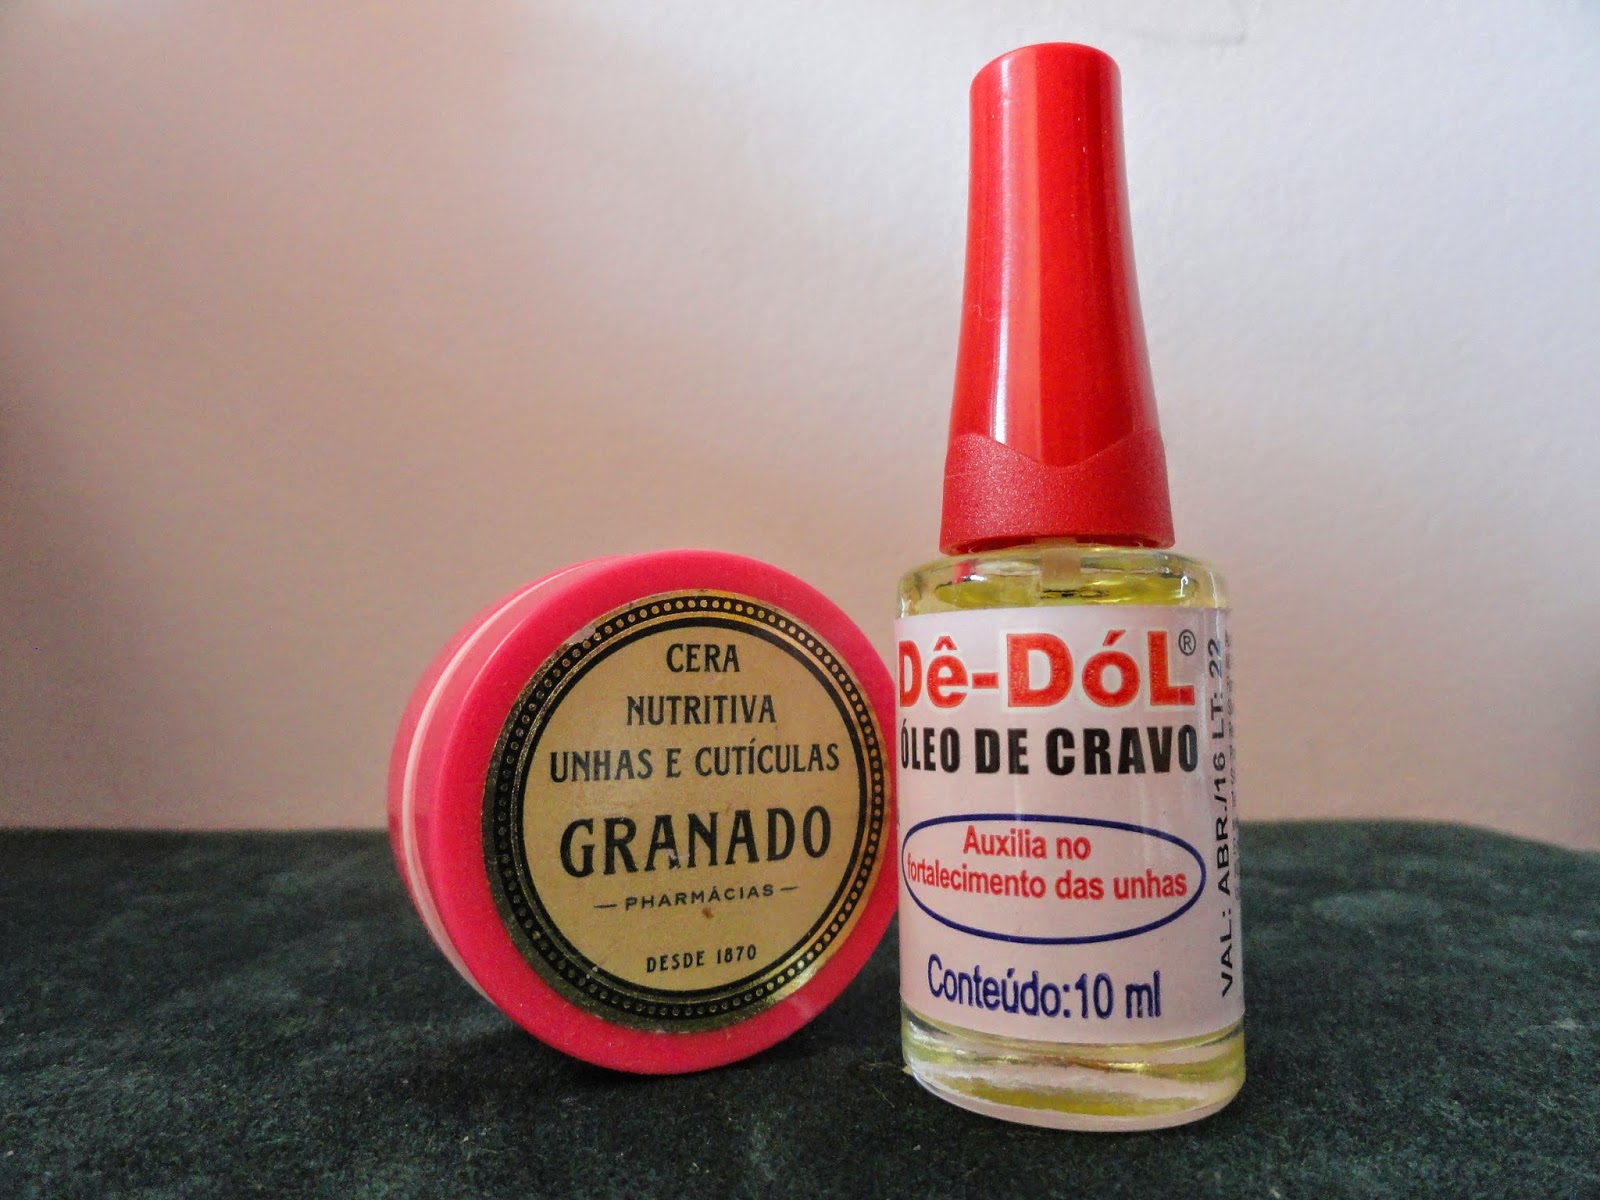 CERA
NUTRITIVA
UNHAS E CUTÍCULAS
GRANADO
— PHARMÁCIAS —
DESDE 1870
Dê-DóL®
ÓLEO DE CRAVO
Auxilia no
fortalecimento das unhas
Conteúdo:10 ml
VAL.: ABR./16 LT: 22